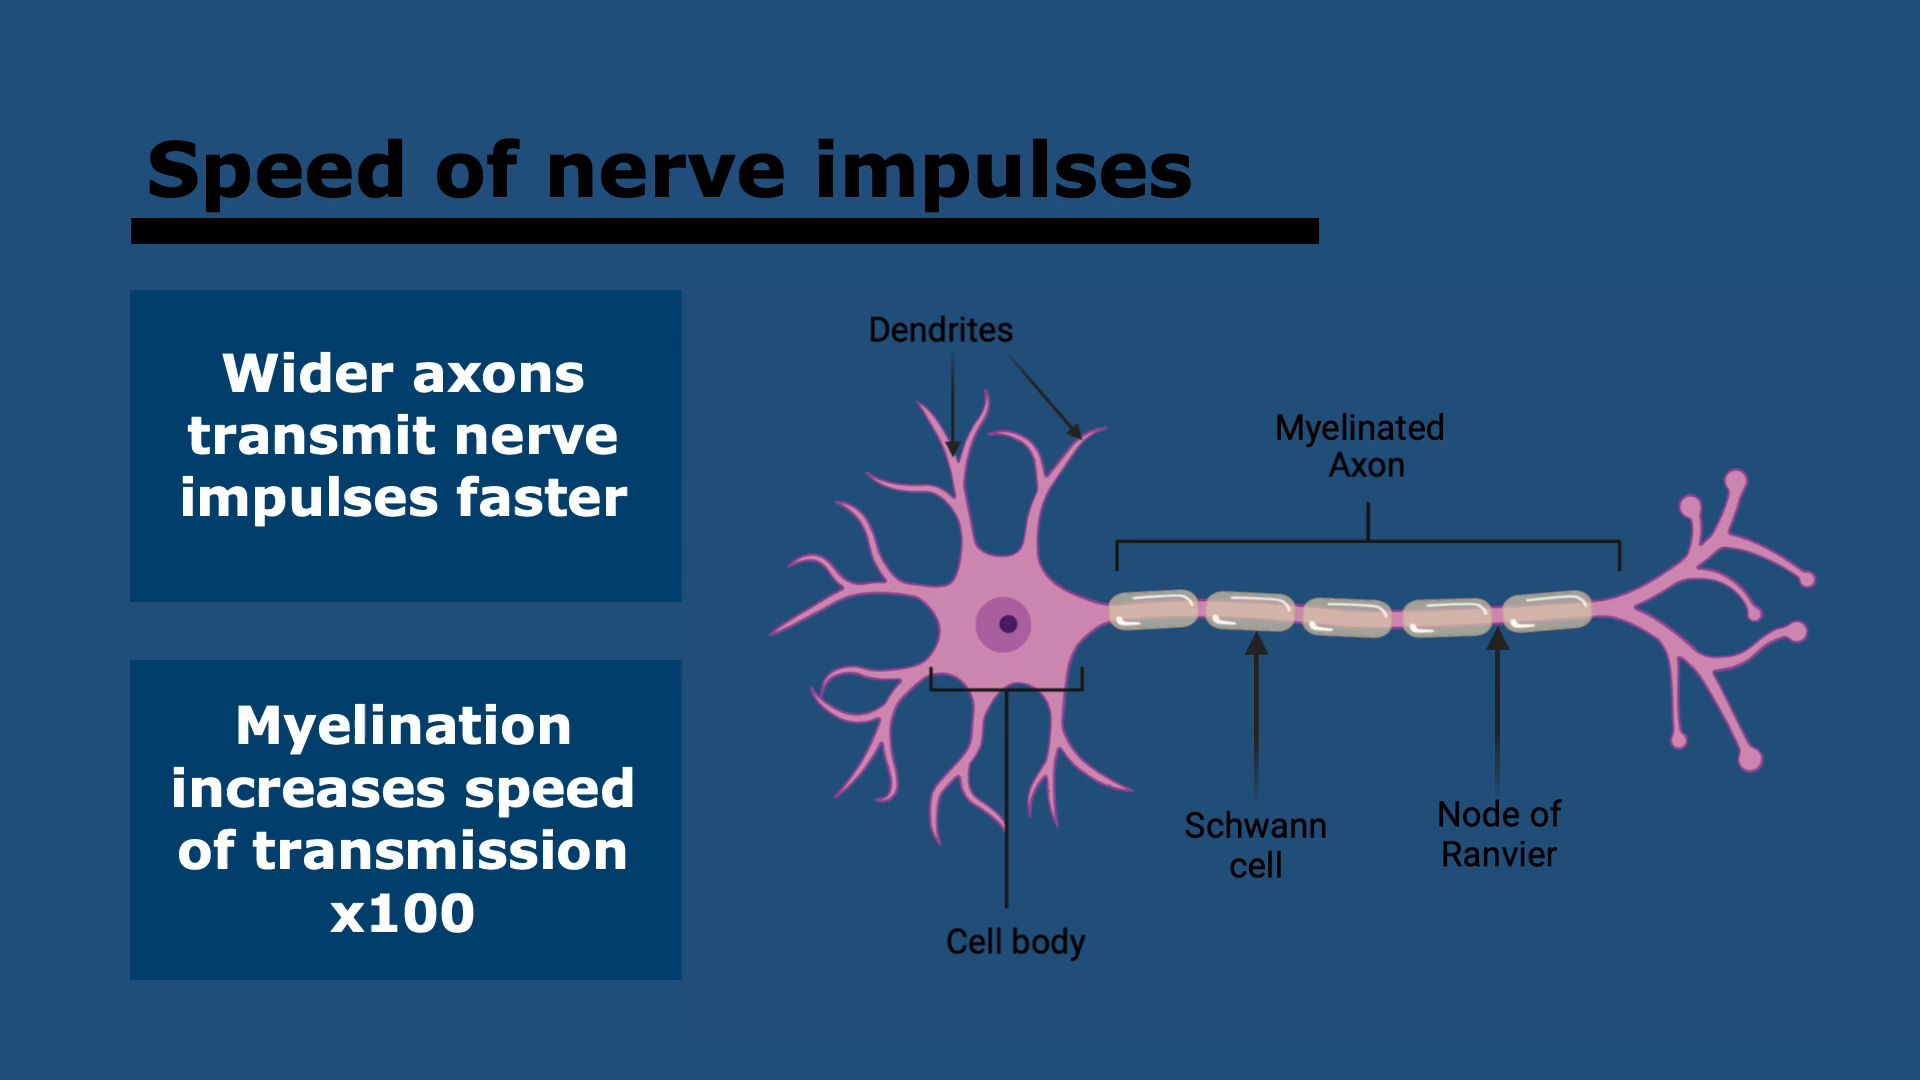 Speed of nerve impulses
Wider axons
transmit nerve
impulses faster
Myelination
increases speed
of transmission
x100
Dendrites
Myelinated
Axon
Schwann
cell
Node of
Ranvier
Cell body